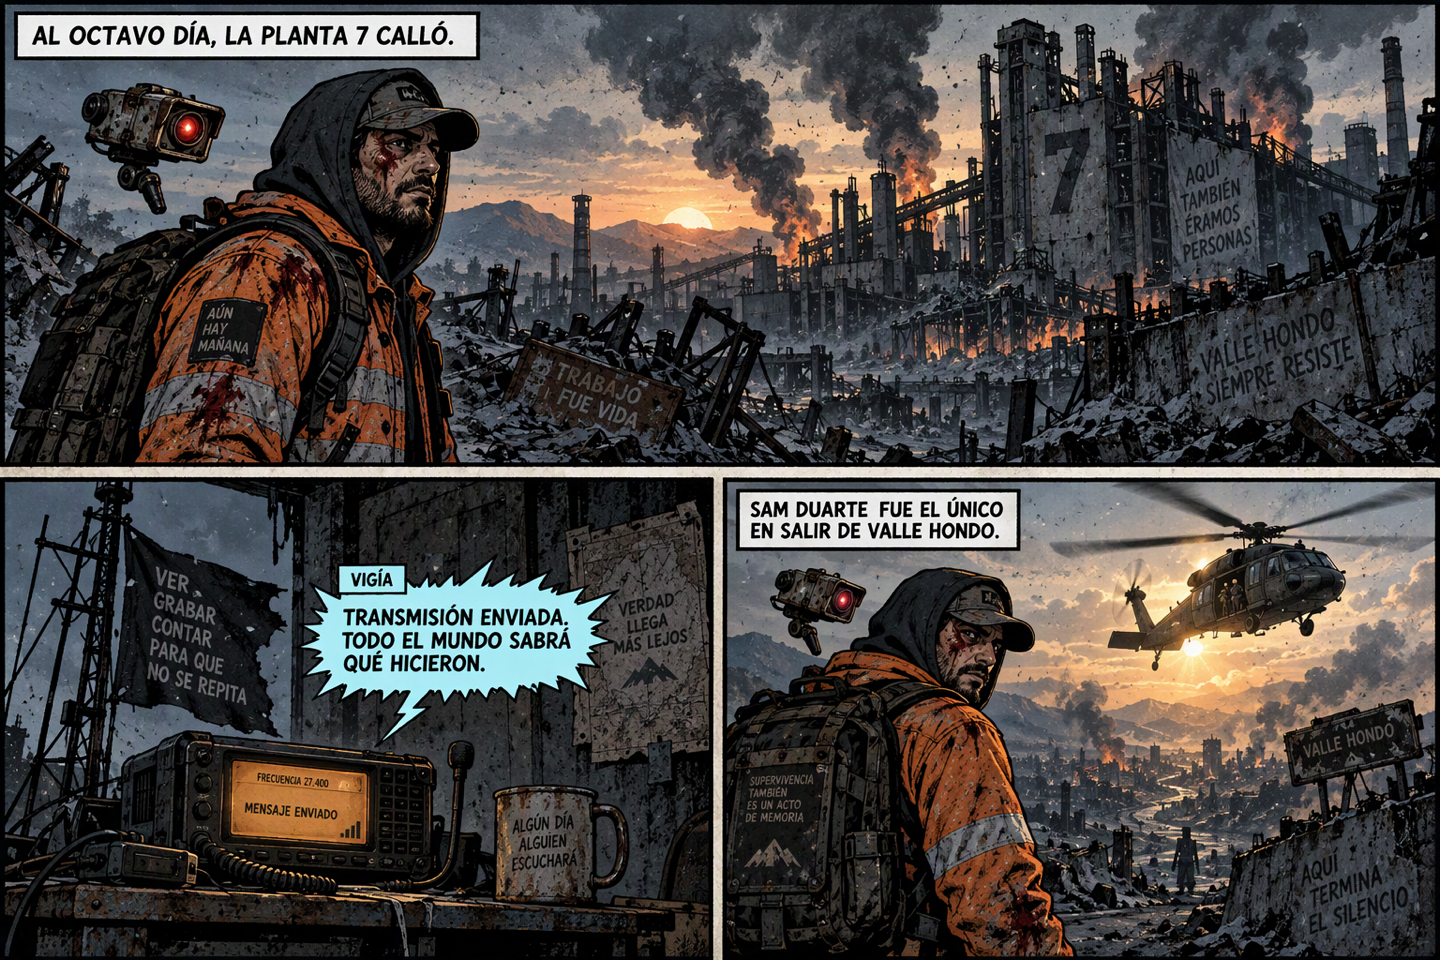 AL OCTAVO DÍA, LA PLANTA 7 CALLÓ.
7
AQUÍ
TAMBIÉN
ÉRAMOS
PERSONAS
AÚN
HAY
MAÑANA
TRABAJO
FUE VIDA
VALLE HONDO
SIEMPRE RESISTE
VER
GRABAR
CONTAR
PARA QUE
NO SE REPITA
VIGÍA
TRANSMISIÓN ENVIADA.
TODO EL MUNDO SABRÁ
QUÉ HICIERON.
VERDAD
LLEGA
MÁS LEJOS
FRECUENCIA 27,400
MENSAJE ENVIADO
ALGÚN DÍA
ALGUIEN
ESCUCHARÁ
SAM DUARTE FUE EL ÚNICO
EN SALIR DE VALLE HONDO.
SUPERVIVENCIA
TAMBIÉN
ES UN ACTO
DE MEMORIA
VALLE HONDO
AQUÍ
TERMINA
EL SILENCIO